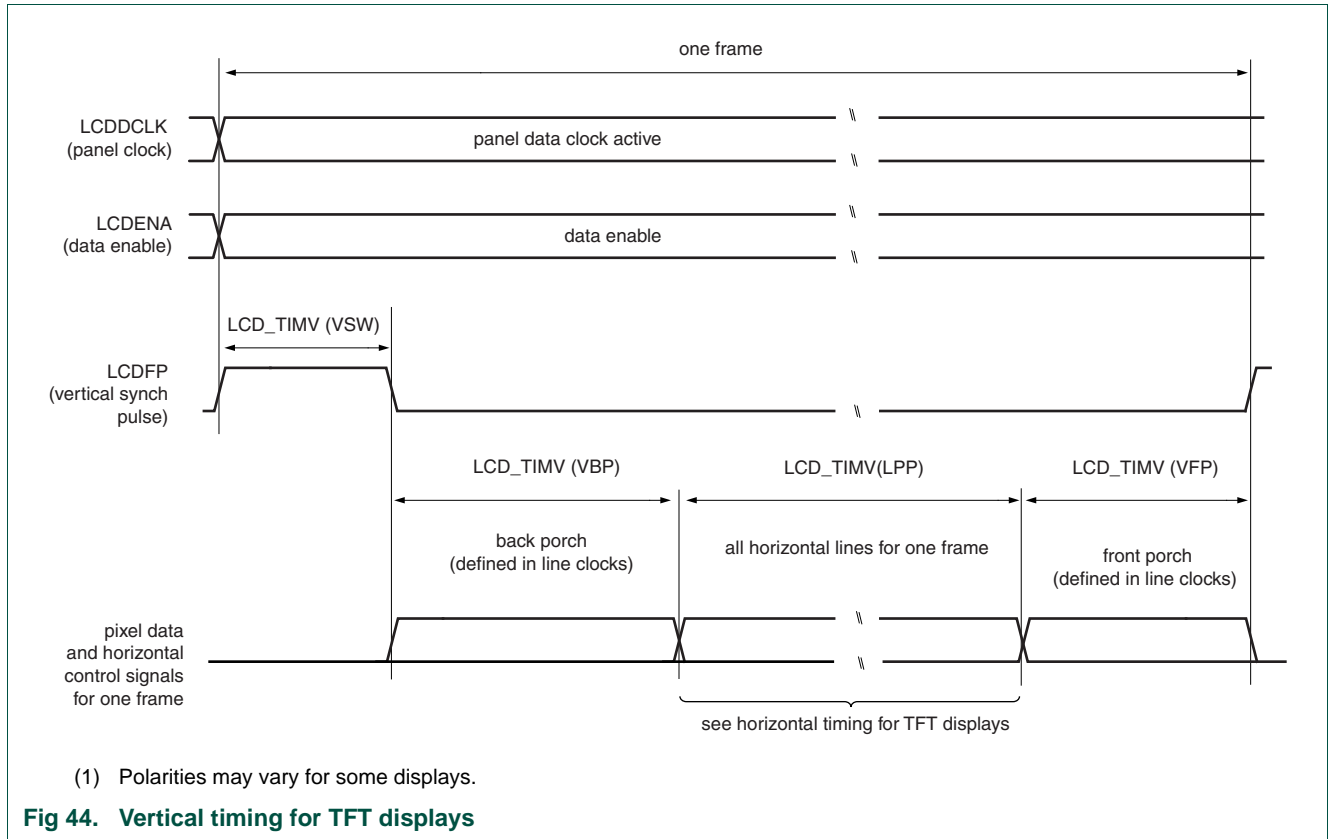 one frame
LCDDCLK
(panel clock)
panel data clock active
LCDENA
(data enable)
data enable
LCD_TIMV (VSW)
LCDFP
(vertical synch
pulse)
LCD_TIMV (VBP)
LCD_TIMV(LPP)
LCD_TIMV (VFP)
back porch
(defined in line clocks)
all horizontal lines for one frame
front porch
(defined in line clocks)
pixel data
and horizontal
control signals
for one frame
see horizontal timing for TFT displays
(1) Polarities may vary for some displays.
Fig 44. Vertical timing for TFT displays